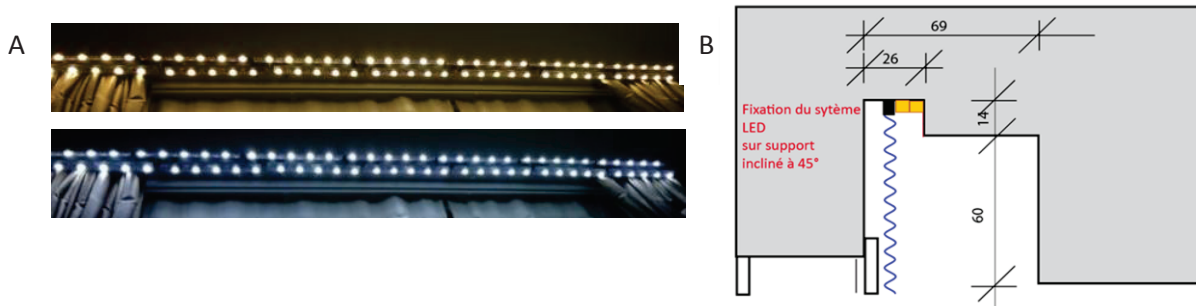 A
B
69
26
Fixation du sytème
LED
sur support
incliné à 45°
14
60